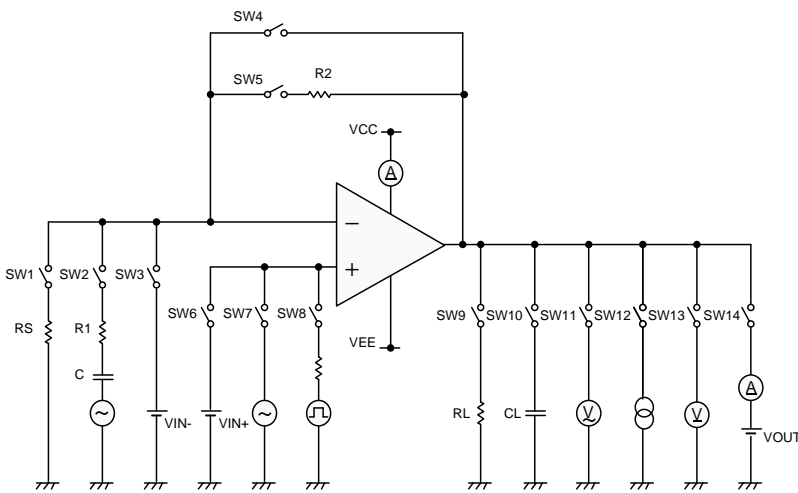 SW4
SW5 R2
VCC
A
SW1 SW2 SW3
SW6 SW7 SW8
SW9 SW10 SW11 SW12 SW13 SW14
RS R1
C
VEE
VIN-
VIN+
RL
CL
V
V
A
VOUT